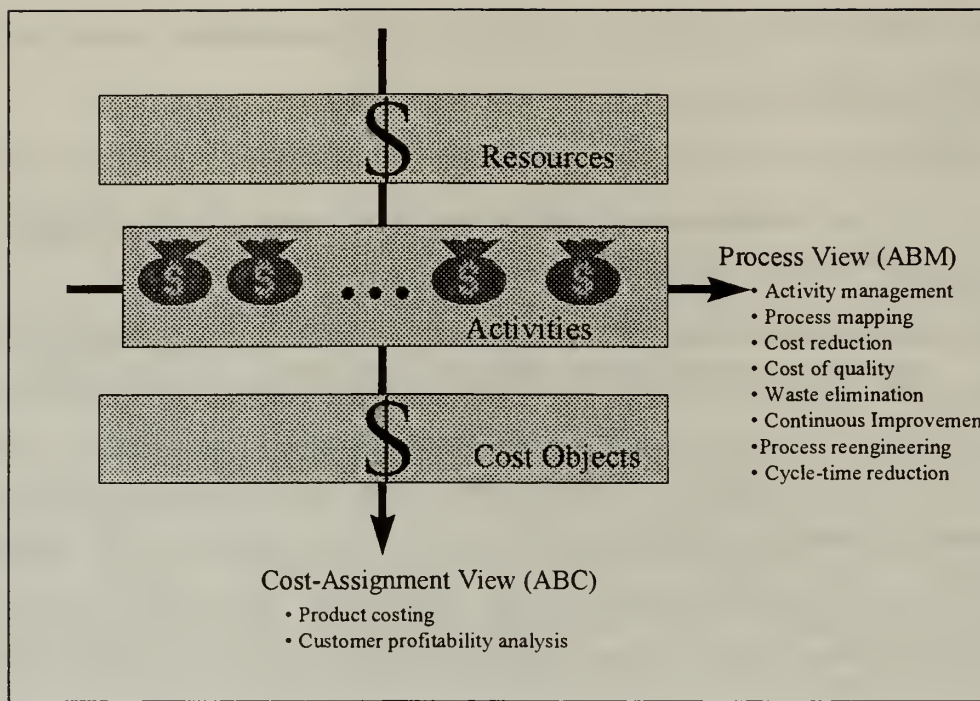 $
Resources
$ $ ... $ $
Activities
$
Cost Objects
Process View (ABM)
• Activity management
• Process mapping
• Cost reduction
• Cost of quality
• Waste elimination
• Continuous Improvemen
•Process reengineering
• Cycle-time reduction
Cost-Assignment View (ABC)
• Product costing
• Customer profitability analysis